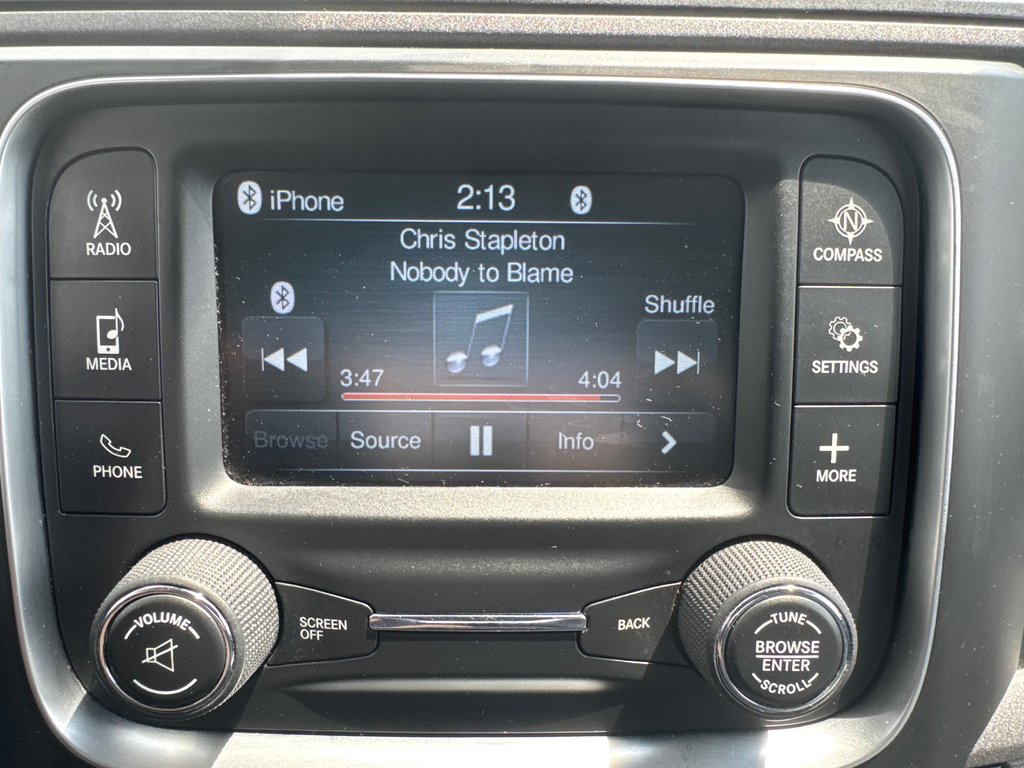 iPhone 2:13
Chris Stapleton
Nobody to Blame
Shuffle
3:47 4:04
Browse Source Info
RADIO
MEDIA
PHONE
N
COMPASS
SETTINGS
MORE
VOLUME
SCREEN
OFF
BACK
TUNE
BROWSE
ENTER
SCROLL